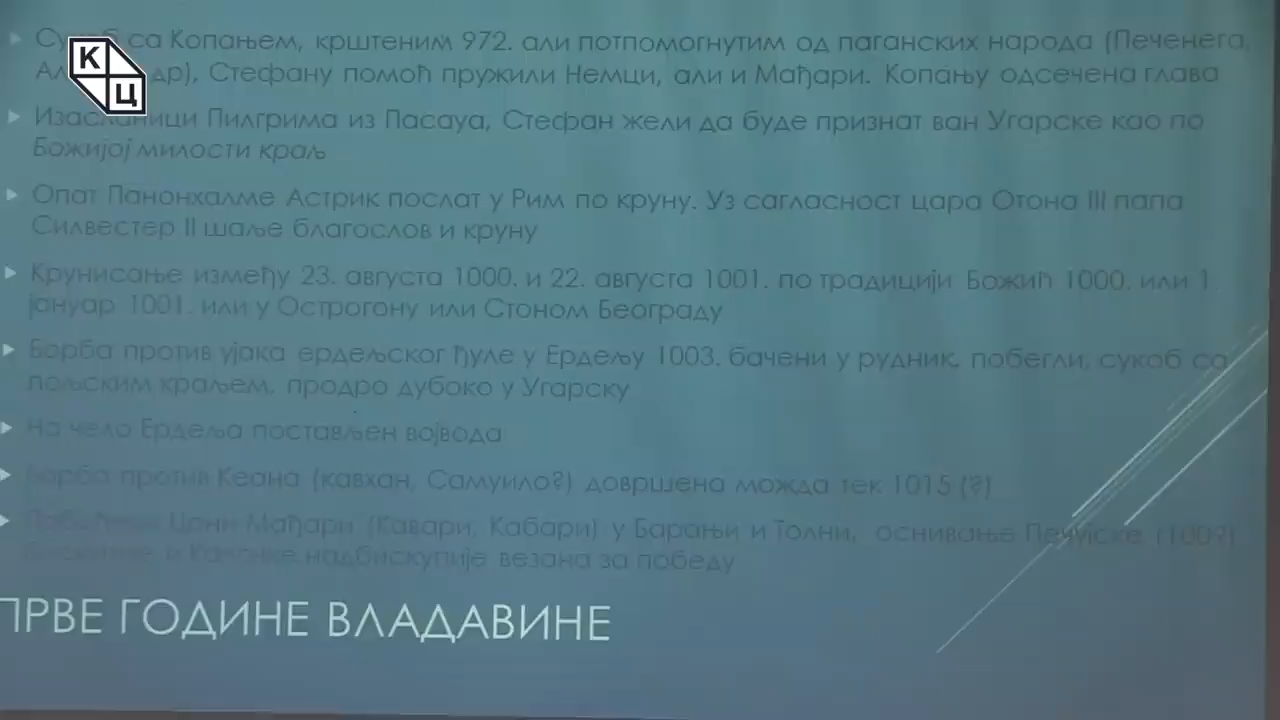 са Копањем, крштеним 972. али потпомогнутим од паганских народа (Печенега,
др), Стефану помоћ пружили Немци, али и Мађари. Копању одсечена глава
К
Ц
Изасланици Пилгрима из Пасауа, Стефан жели да буде признат ван Угарске као по
Божијој милости краљ
Опат Панонхалме Астрик послат у Рим по круну. Уз сагласност цара Отона III папа
Силвестер II шаље благослов и круну
Крунисање између 23. августа 1000. и 22. августа 1001. по традицији Божић 1000. или 1.
јануар 1001. или у Острогону или Стоном Београду
Борба против ујака ердељског ђуле у Ердељу 1003. бачени у рудник, побегли, сукоб са
пољским краљем, продро дубоко у Угарску
На чело Ердеља постављен војвода
Борба против Кеана (кавхан, Самуило?) довршена можда тек 1015 (?)
Црни Мађари (Кавари, Кабари) у Барањи и Толни, оснивање Печујске (100?)
надбискупије везана за победу
ПРВЕ ГОДИНЕ ВЛАДАВИНЕ